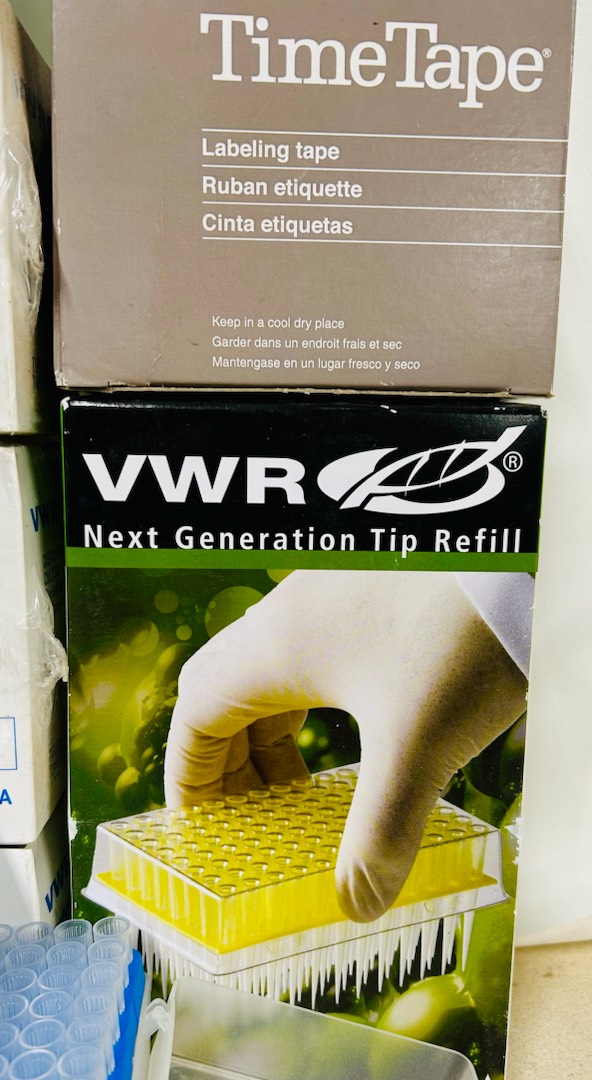 TimeTape®
Labeling tape
Ruban etiquette
Cinta etiquetas
Keep in a cool dry place
Garder dans un endroit frais et sec
Mantengase en un lugar fresco y seco
VWR®
Next Generation Tip Refill